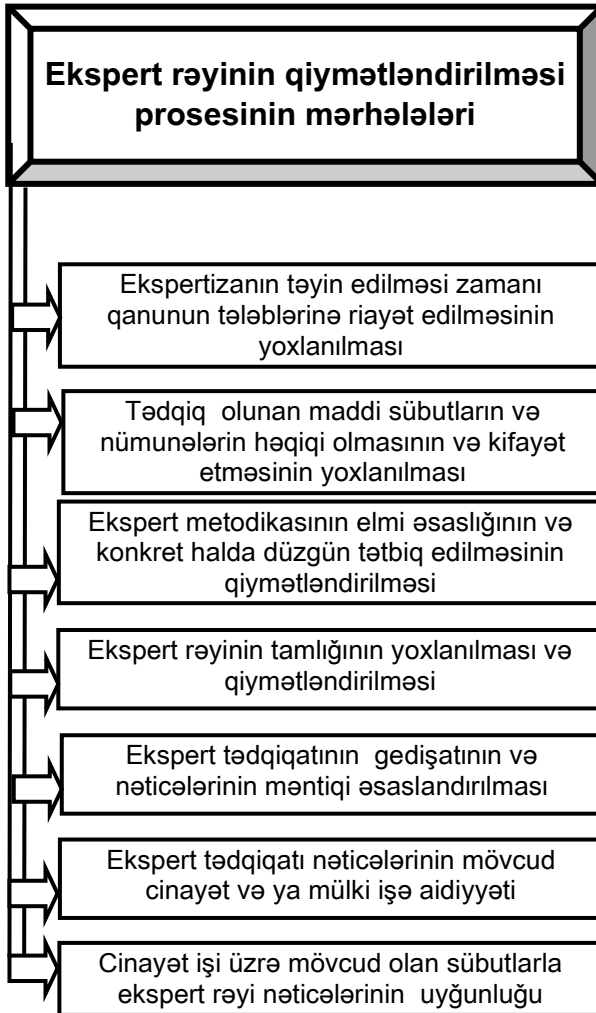 Ekspert rəyinin qiymətləndirilməsi
prosesinin mərhələləri
Ekspertizanın təyin edilməsi zamanı
qanunun tələblərinə riayət edilməsinin
yoxlanılması
Tədqiq olunan maddi sübutların və
nümunələrin həqiqi olmasının və kifayət
etməsinin yoxlanılması
Ekspert metodikasının elmi əsaslığının və
konkret halda düzgün tətbiq edilməsinin
qiymətləndirilməsi
Ekspert rəyinin tamlığının yoxlanılması və
qiymətləndirilməsi
Ekspert tədqiqatının gedişatının və
nəticələrinin məntiqi əsaslandırılması
Ekspert tədqiqatı nəticələrinin mövcud
cinayət və ya mülki işə aidiyyəti
Cinayət işi üzrə mövcud olan sübutlarla
ekspert rəyi nəticələrinin uyğunluğu